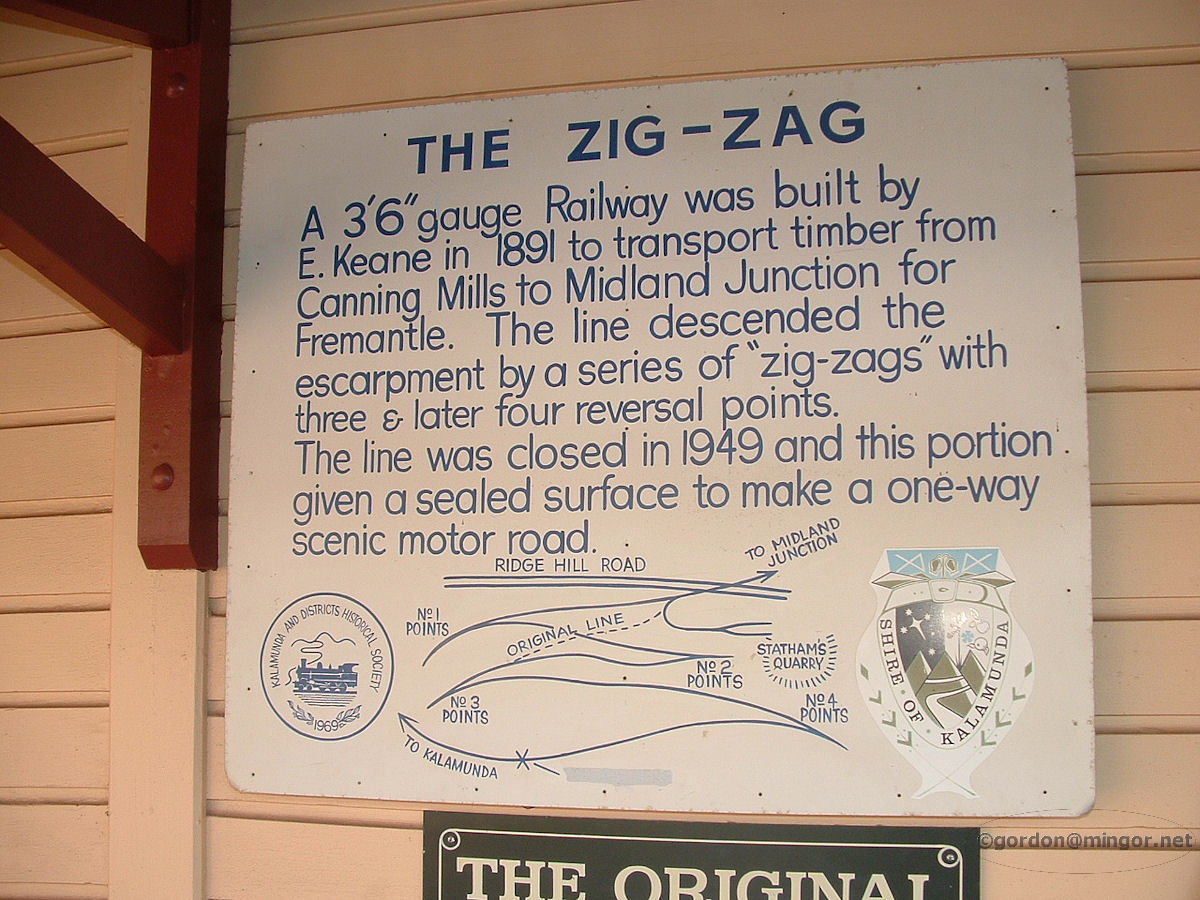 THE ZIG-ZAG
A 3'6" gauge Railway was built by
E. Keane in 1891 to transport timber from
Canning Mills to Midland Junction for
Fremantle. The line descended the
escarpment by a series of "zig-zags" with
three & later four reversal points.
The line was closed in 1949 and this portion
given a sealed surface to make a one-way
scenic motor road.
TO MIDLAND
JUNCTION
RIDGE HILL ROAD
No 1
POINTS
ORIGINAL LINE
STATHAM'S
QUARRY
No 2
POINTS
No 3
POINTS
No 4
POINTS
TO KALAMUNDA
KALAMUNDA AND DISTRICTS HISTORICAL SOCIETY
1969
SHIRE OF KALAMUNDA
©gordon@mingor.net
THE ORIGINAL